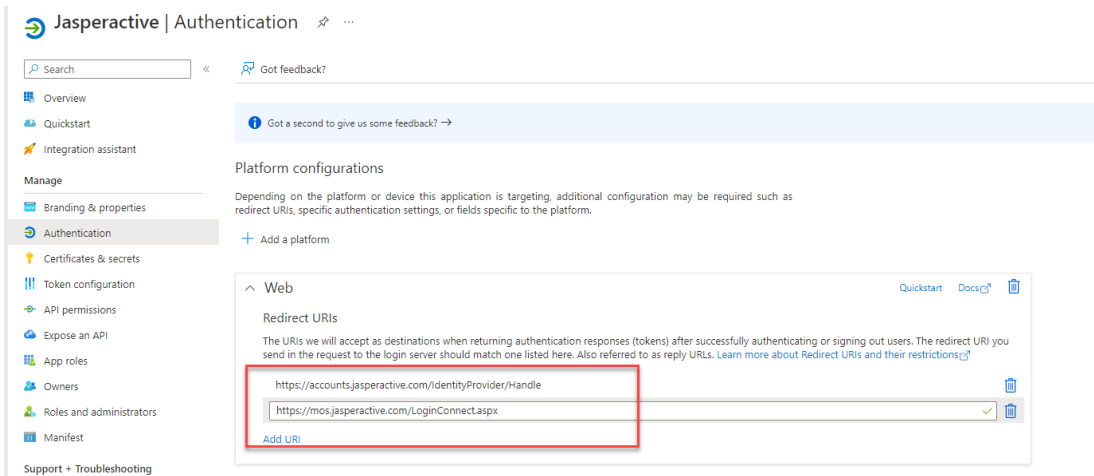 Jasperactive | Authentication
Search
Got feedback?
Overview
Quickstart
Integration assistant
Got a second to give us some feedback? →
Manage
Branding & properties
Authentication
Certificates & secrets
Token configuration
API permissions
Expose an API
App roles
Owners
Roles and administrators
Manifest
Support + Troubleshooting
Platform configurations
Depending on the platform or device this application is targeting, additional configuration may be required such as
redirect URIs, specific authentication settings, or fields specific to the platform.
+ Add a platform
Web
Quickstart Docs
Redirect URIs
The URIs we will accept as destinations when returning authentication responses (tokens) after successfully authenticating or signing out users. The redirect URI you
send in the request to the login server should match one listed here. Also referred to as reply URLs. Learn more about Redirect URIs and their restrictions
https://accounts.jasperactive.com/IdentityProvider/Handle
https://mos.jasperactive.com/LoginConnect.aspx
Add URI